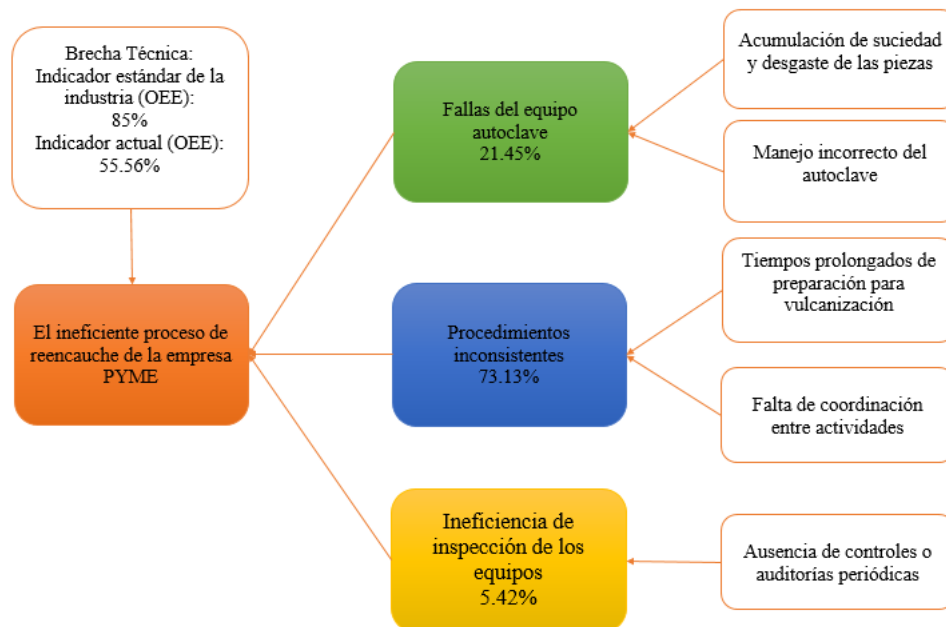 Brecha Técnica:
Indicador estándar de la
industria (OEE):
85%
Indicador actual (OEE):
55.56%
El ineficiente proceso de
reencauche de la empresa
PYME
Fallas del equipo
autoclave
21.45%
Procedimientos
inconsistentes
73.13%
Ineficiencia de
inspección de los
equipos
5.42%
Acumulación de suciedad
y desgaste de las piezas
Manejo incorrecto del
autoclave
Tiempos prolongados de
preparación para
vulcanización
Falta de coordinación
entre actividades
Ausencia de controles o
auditorías periódicas